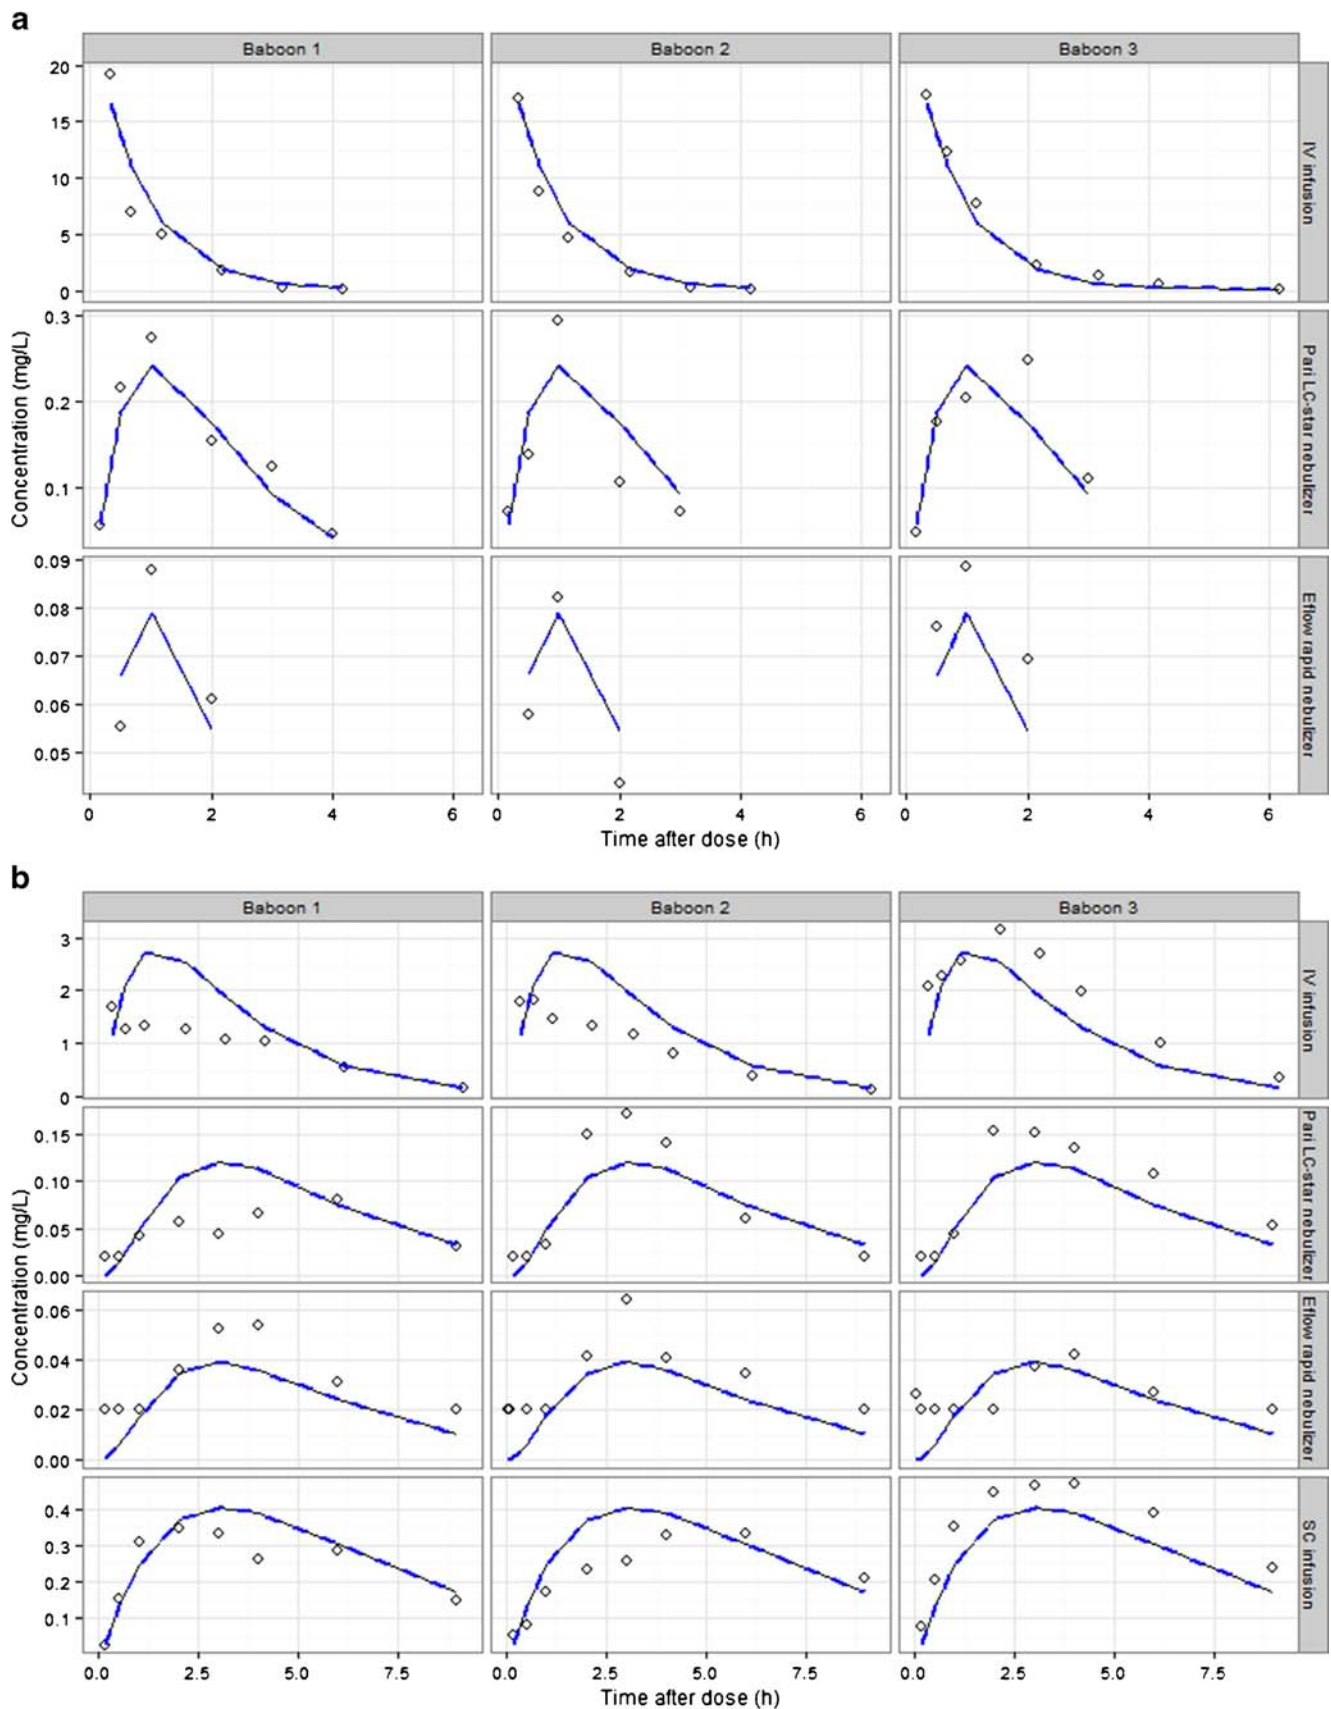 a
Baboon 1 Baboon 2 Baboon 3
20
15
10
5
0
IV infusion
Concentration (mg/L)
0.3
0.2
0.1
Pari LC-star nebulizer
0.09
0.08
0.07
0.06
0.05
Eflow rapid nebulizer
0 2 4 6 0 2 4 6 0 2 4 6
Time after dose (h)
b
Baboon 1 Baboon 2 Baboon 3
3
2
1
0
IV infusion
Concentration (mg/L)
0.15
0.10
0.05
0.00
Pari LC-star nebulizer
0.06
0.04
0.02
0.00
Eflow rapid nebulizer
0.4
0.3
0.2
0.1
SC infusion
0.0 2.5 5.0 7.5 0.0 2.5 5.0 7.5 0.0 2.5 5.0 7.5
Time after dose (h)